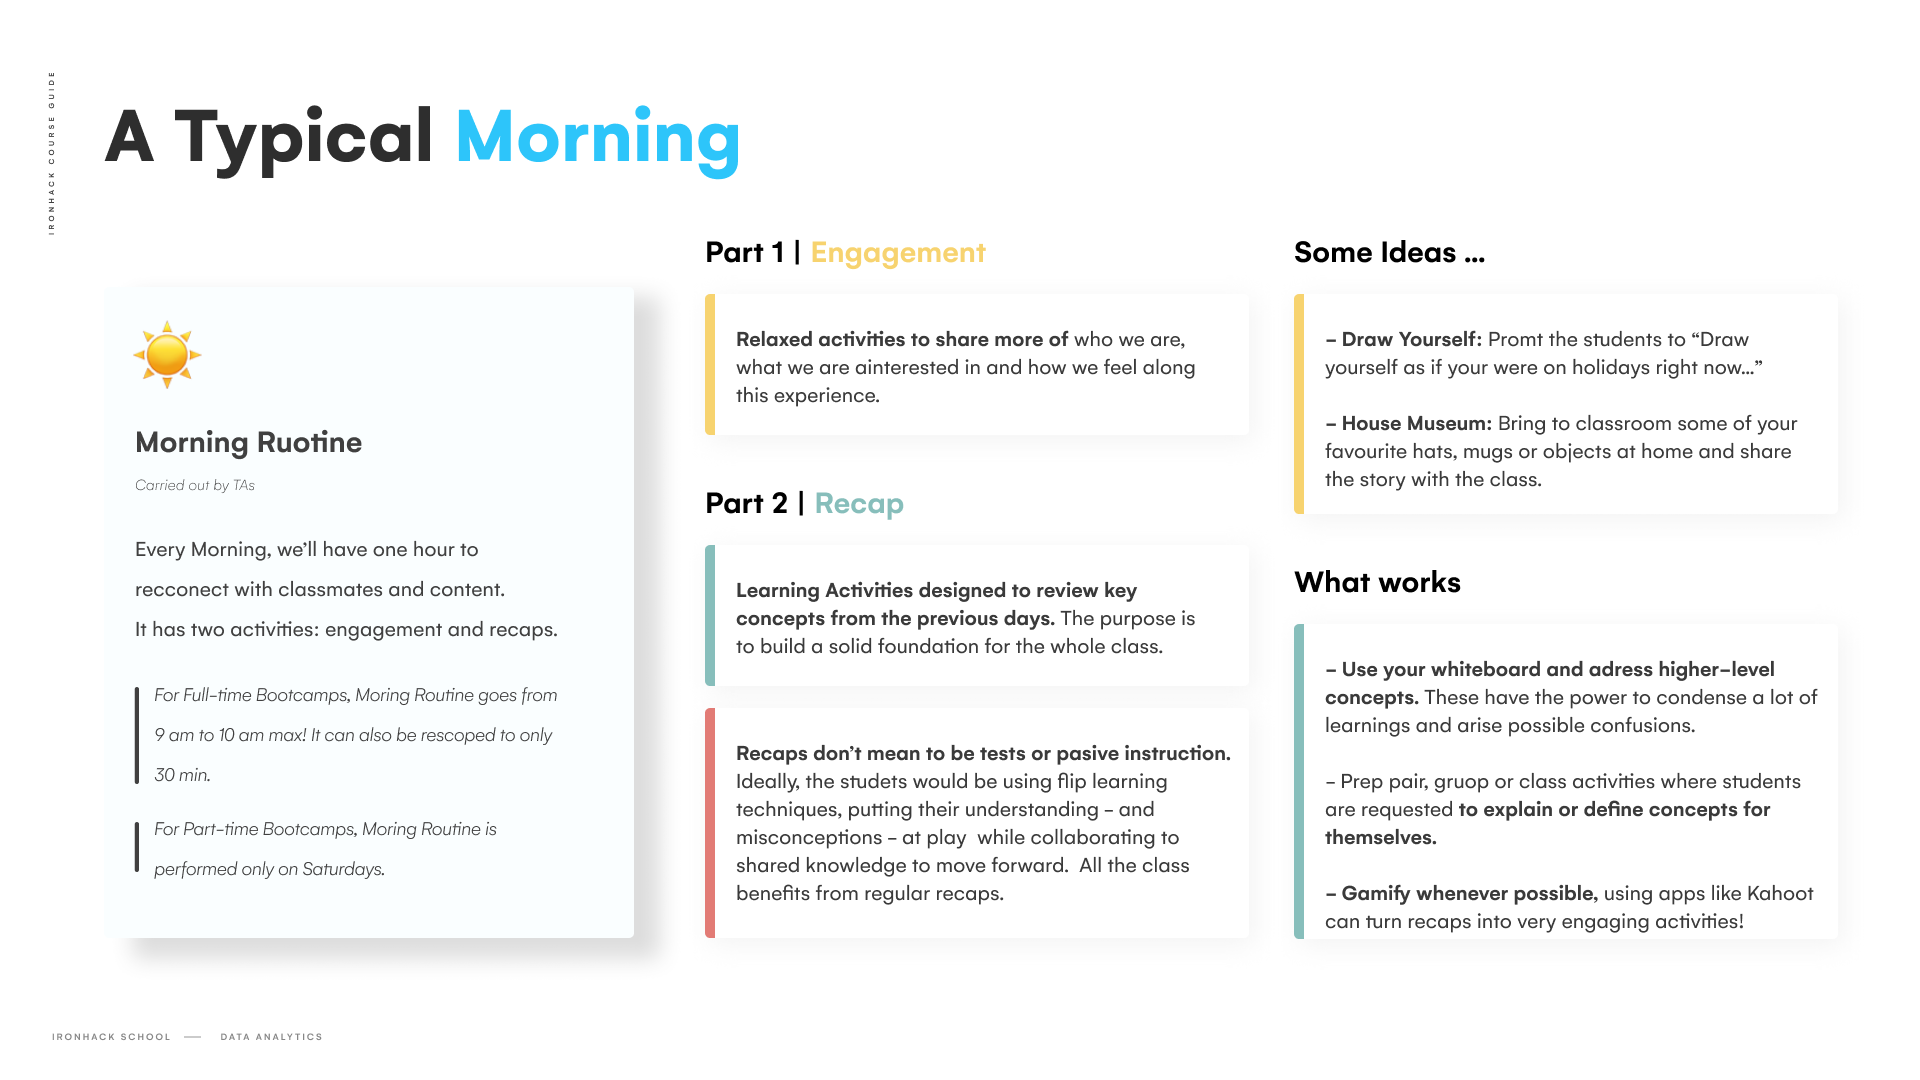 IRONHACK COURSE GUIDE
A Typical Morning
Morning Ruotine
Carried out by TAs
Every Morning, we’ll have one hour to
recconect with classmates and content.
It has two activities: engagement and recaps.
For Full-time Bootcamps, Moring Routine goes from
9 am to 10 am max! It can also be rescoped to only
30 min.
For Part-time Bootcamps, Moring Routine is
performed only on Saturdays.
Part 1 | Engagement
Relaxed activities to share more of who we are,
what we are ainterested in and how we feel along
this experience.
Part 2 | Recap
Learning Activities designed to review key
concepts from the previous days. The purpose is
to build a solid foundation for the whole class.
Recaps don’t mean to be tests or pasive instruction.
Ideally, the studets would be using flip learning
techniques, putting their understanding - and
misconceptions - at play  while collaborating to
shared knowledge to move forward.  All the class
benefits from regular recaps.
Some Ideas ...
- Draw Yourself: Promt the students to “Draw
yourself as if your were on holidays right now...”
- House Museum: Bring to classroom some of your
favourite hats, mugs or objects at home and share
the story with the class.
What works
- Use your whiteboard and adress higher-level
concepts. These have the power to condense a lot of
learnings and arise possible confusions.
- Prep pair, gruop or class activities where students
are requested to explain or define concepts for
themselves.
- Gamify whenever possible, using apps like Kahoot
can turn recaps into very engaging activities!
IRONHACK SCHOOL — DATA ANALYTICS